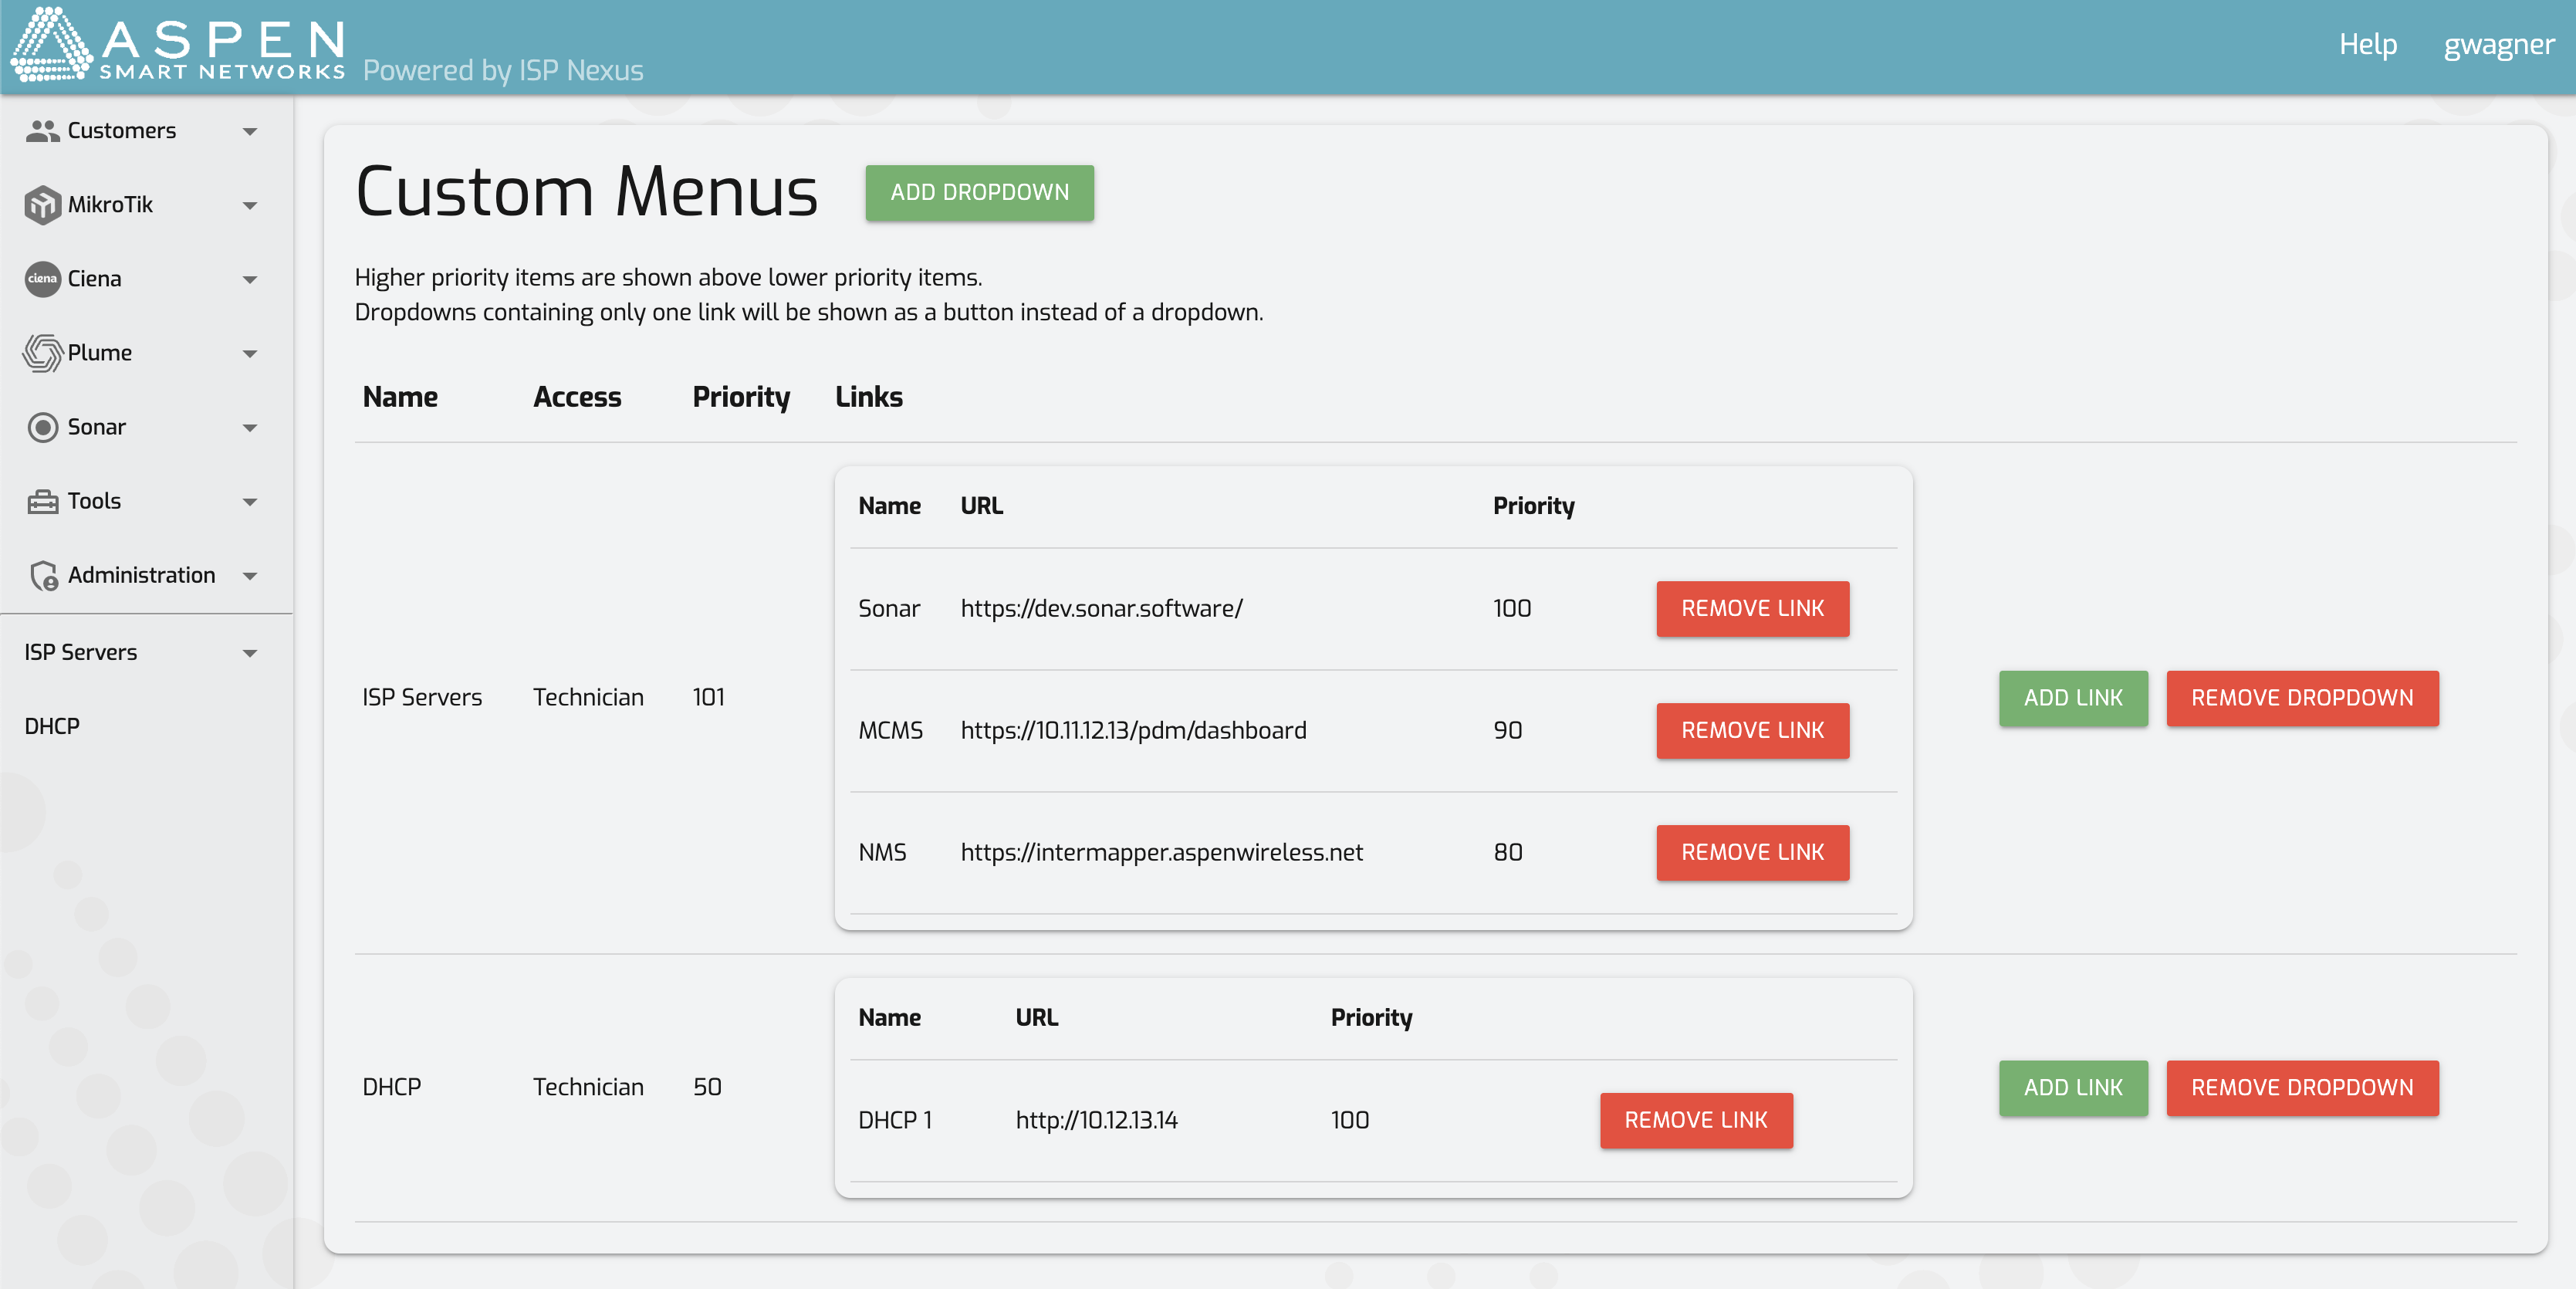 ASPEN
SMART NETWORKS
Powered by ISP Nexus
Help
gwagner
Customers
MikroTik
ciena
Ciena
Plume
Sonar
Tools
Administration
ISP Servers
DHCP
Custom Menus
ADD DROPDOWN
Higher priority items are shown above lower priority items.
Dropdowns containing only one link will be shown as a button instead of a dropdown.
Name Access Priority Links
Name URL Priority
Sonar https://dev.sonar.software/ 100 REMOVE LINK
ISP Servers Technician 101
MCMS https://10.11.12.13/pdm/dashboard 90 REMOVE LINK
NMS https://intermapper.aspenwireless.net 80 REMOVE LINK
ADD LINK REMOVE DROPDOWN
Name URL Priority
DHCP Technician 50
DHCP 1 http://10.12.13.14 100 REMOVE LINK
ADD LINK REMOVE DROPDOWN